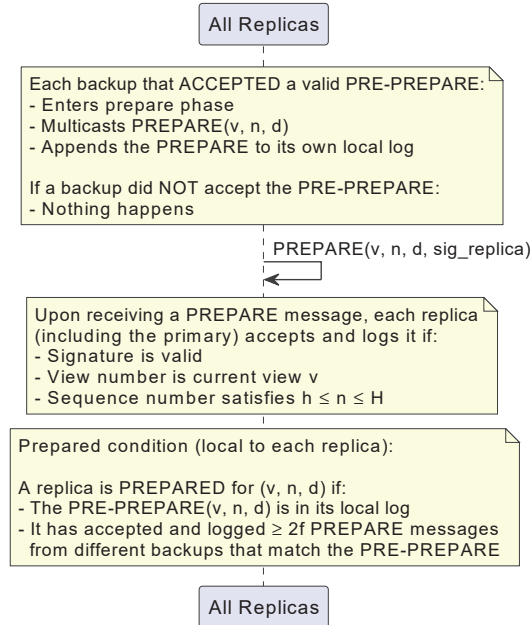 All Replicas
Each backup that ACCEPTED a valid PRE-PREPARE:
- Enters prepare phase
- Multicasts PREPARE(v, n, d)
- Appends the PREPARE to its own local log
If a backup did NOT accept the PRE-PREPARE:
- Nothing happens
PREPARE(v, n, d, sig_replica)
Upon receiving a PREPARE message, each replica
(including the primary) accepts and logs it if:
- Signature is valid
- View number is current view v
- Sequence number satisfies h ≤ n ≤ H
Prepared condition (local to each replica):
A replica is PREPARED for (v, n, d) if:
- The PRE-PREPARE(v, n, d) is in its local log
- It has accepted and logged ≥ 2f PREPARE messages
from different backups that match the PRE-PREPARE
All Replicas